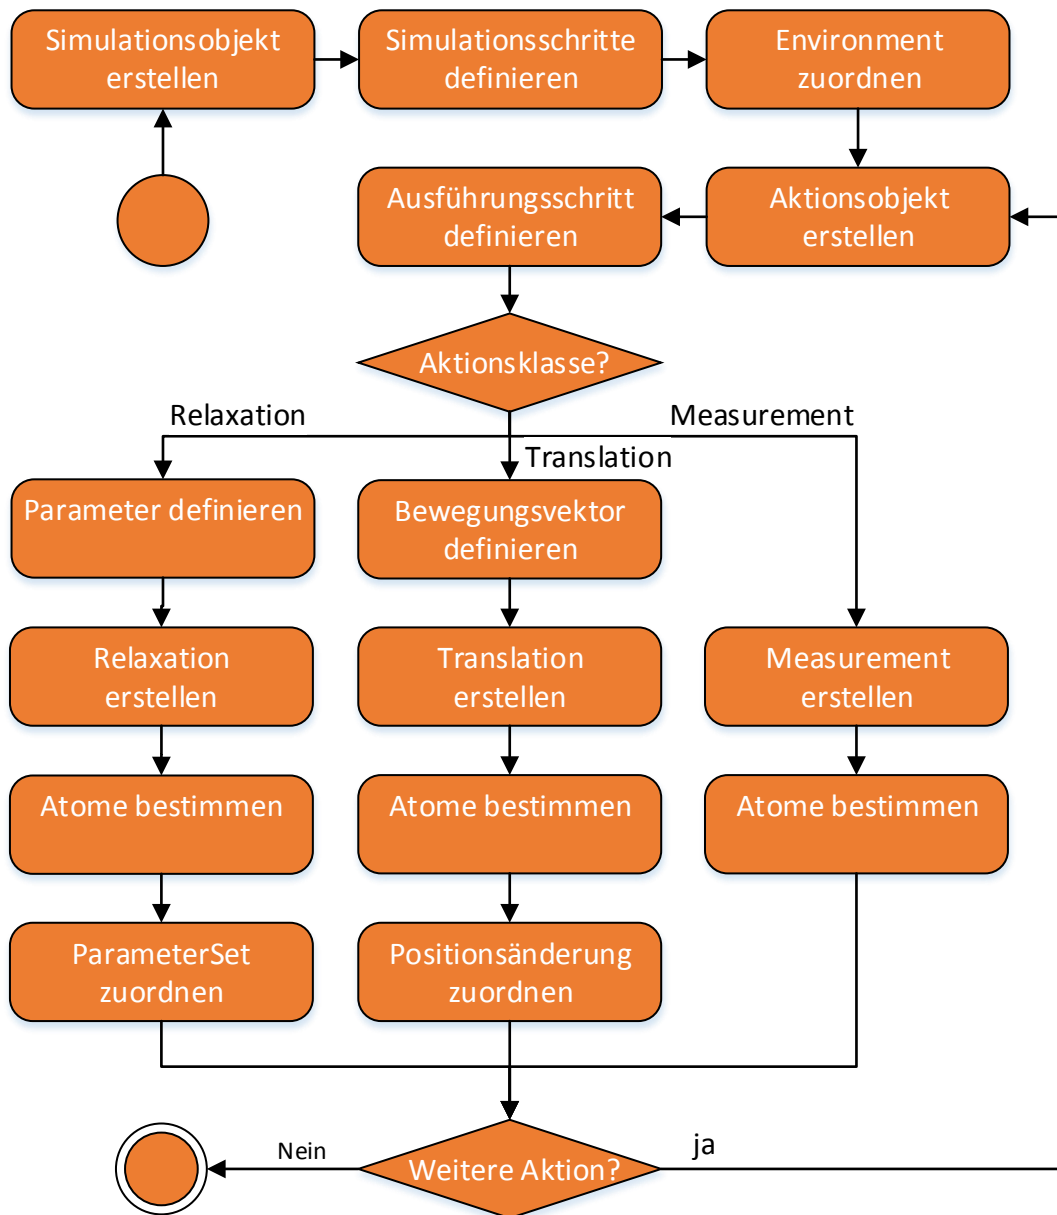 Simulationsobjekt
erstellen
Simulationsschritte
definieren
Environment
zuordnen
Ausführungsschritt
definieren
Aktionsobjekt
erstellen
Aktionsklasse?
Relaxation
Measurement
Translation
Parameter definieren
Bewegungsvektor
definieren
Relaxation
erstellen
Translation
erstellen
Measurement
erstellen
Atome bestimmen
Atome bestimmen
Atome bestimmen
ParameterSet
zuordnen
Positionsänderung
zuordnen
Nein
Weitere Aktion?
ja